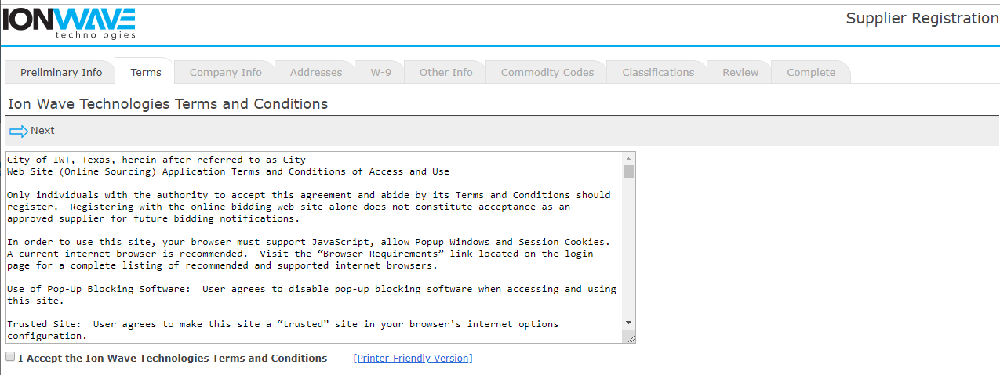 IONWAVE
technologies
Supplier Registration
Preliminary Info
Terms
Company Info
Addresses
W-9
Other Info
Commodity Codes
Classifications
Review
Complete
Ion Wave Technologies Terms and Conditions
Next
City of IWT, Texas, herein after referred to as City
Web Site (Online Sourcing) Application Terms and Conditions of Access and Use
Only individuals with the authority to accept this agreement and abide by its Terms and Conditions should
register.  Registering with the online bidding web site alone does not constitute acceptance as an
approved supplier for future bidding notifications.
In order to use this site, your browser must support JavaScript, allow Popup Windows and Session Cookies.
A current internet browser is recommended.  Visit the “Browser Requirements” link located on the login
page for a complete listing of recommended and supported internet browsers.
Use of Pop-Up Blocking Software:  User agrees to disable pop-up blocking software when accessing and using
this site.
Trusted Site:  User agrees to make this site a “trusted” site in your browser’s internet options
configuration.
I Accept the Ion Wave Technologies Terms and Conditions
[Printer-Friendly Version]